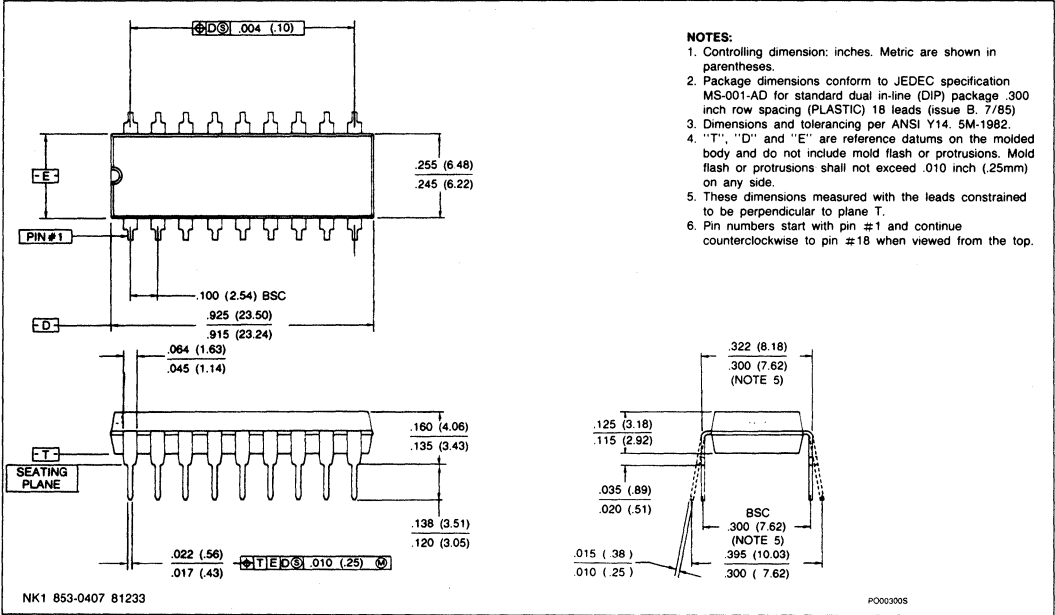 ⌖ D Ⓢ .004 (.10)
- E -
.255 (6.48)
.245 (6.22)
PIN #1
.100 (2.54) BSC
- D -
.925 (23.50)
.915 (23.24)
.064 (1.63)
.045 (1.14)
.160 (4.06)
.135 (3.43)
- T -
SEATING
PLANE
.138 (3.51)
.120 (3.05)
.022 (.56)
.017 (.43)
⌖ T E D Ⓢ .010 (.25) Ⓜ
NK1 853-0407 81233
NOTES:
1. Controlling dimension: inches. Metric are shown in
parentheses.
2. Package dimensions conform to JEDEC specification
MS-001-AD for standard dual in-line (DIP) package .300
inch row spacing (PLASTIC) 18 leads (issue B. 7/85)
3. Dimensions and tolerancing per ANSI Y14. 5M-1982.
4. "T", "D" and "E" are reference datums on the molded
body and do not include mold flash or protrusions. Mold
flash or protrusions shall not exceed .010 inch (.25mm)
on any side.
5. These dimensions measured with the leads constrained
to be perpendicular to plane T.
6. Pin numbers start with pin #1 and continue
counterclockwise to pin #18 when viewed from the top.
.322 (8.18)
.300 (7.62)
(NOTE 5)
.125 (3.18)
.115 (2.92)
.035 (.89)
.020 (.51)
BSC
.300 (7.62)
(NOTE 5)
.015 ( .38 )
.010 ( .25 )
.395 (10.03)
.300 ( 7.62)
PO00300S